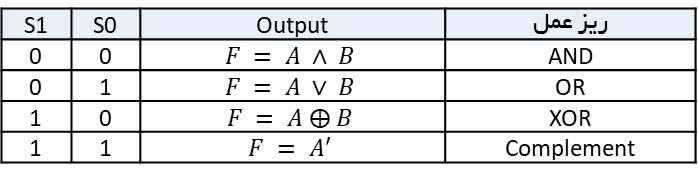 S1 S0 Output ریز عمل
0 0 F = A ∧ B AND
0 1 F = A ∨ B OR
1 0 F = A ⊕ B XOR
1 1 F = A′ Complement